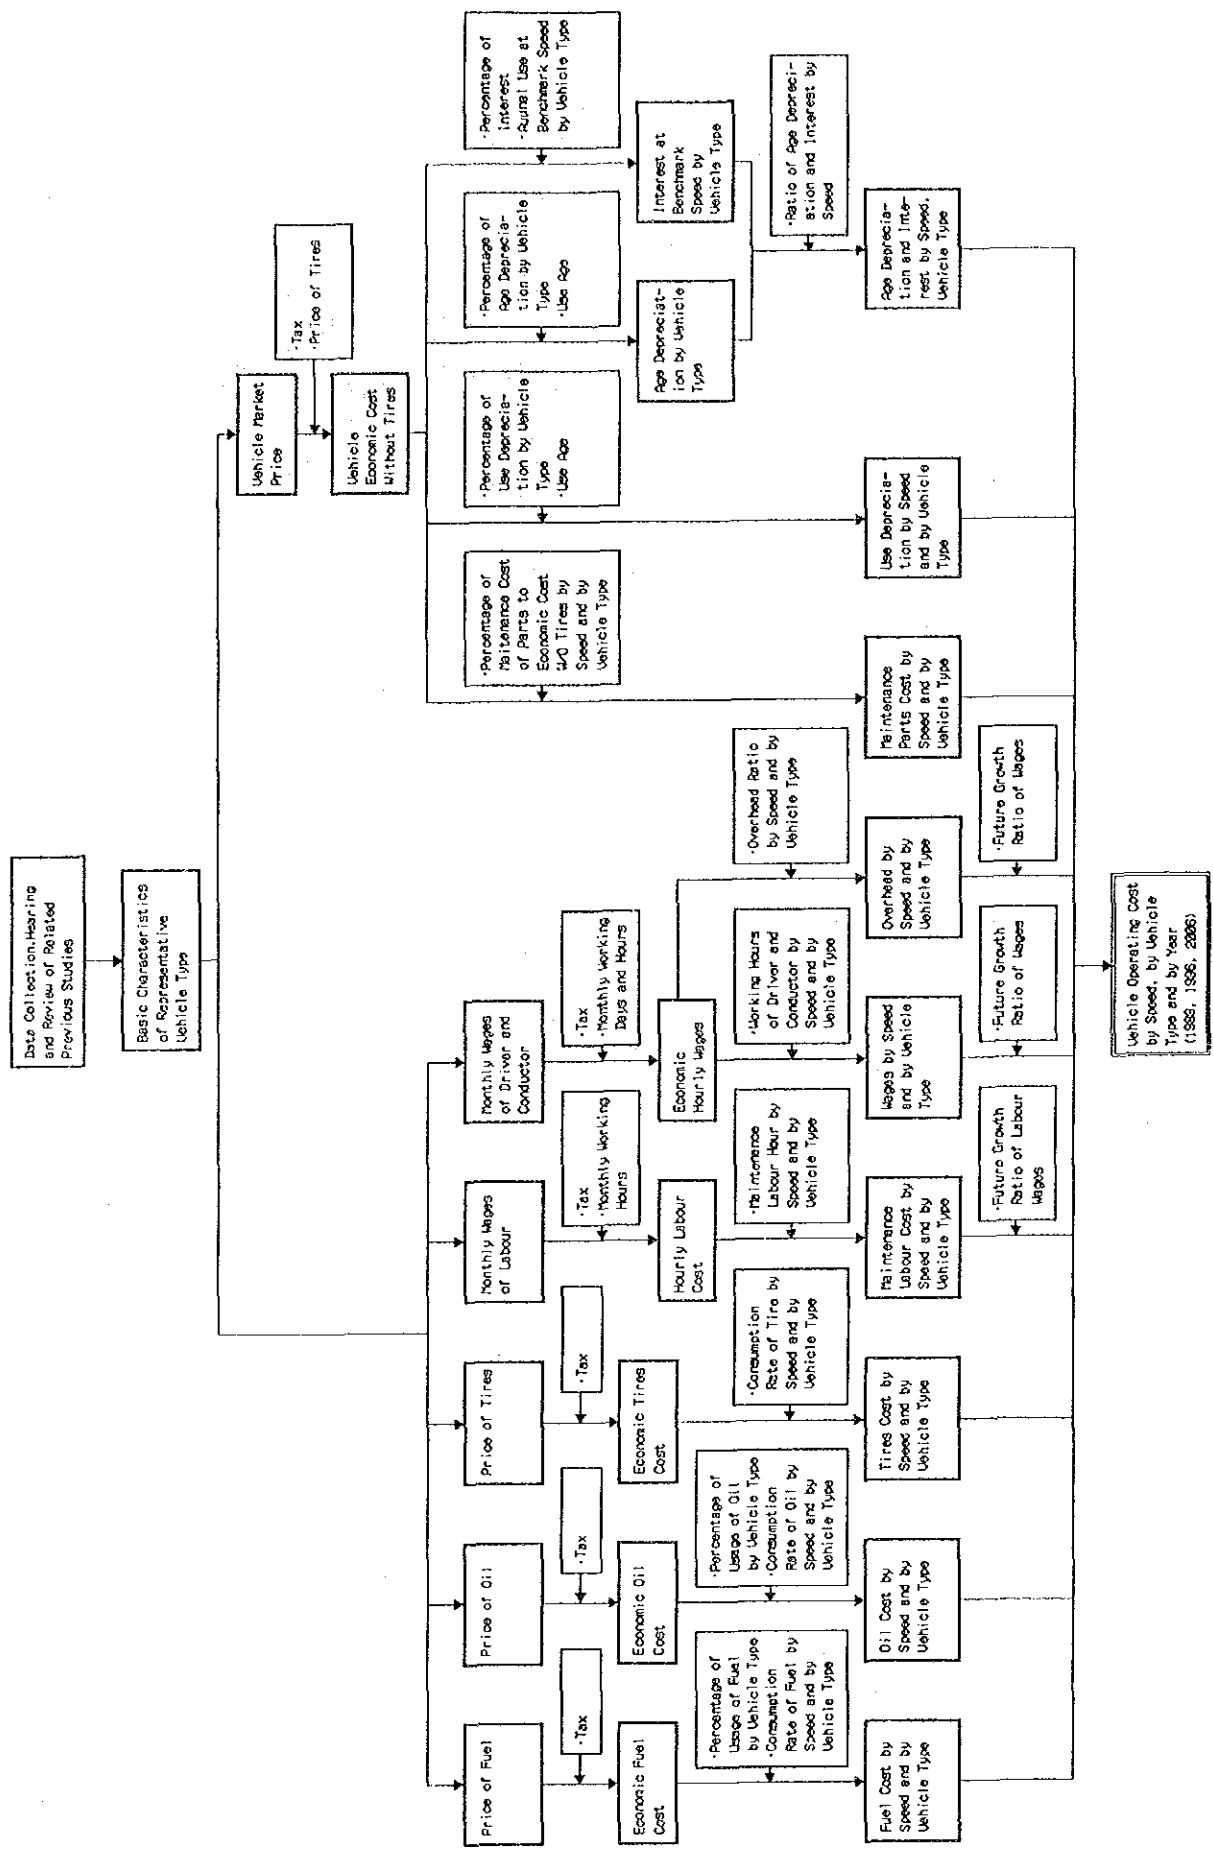 Data Collection,Hearing
and Review of Related
Previous Studies
Basic Characteristics
of Representative
Vehicle Type
Price of Fuel
Price of Oil
Price of Tires
Monthly Wages
of Labour
Monthly Wages
of Driver and
Conductor
Vehicle Market
Price
·Tax
·Price of Tires
Vehicle
Economic Cost
Without Tires
·Tax
·Tax
·Tax
·Tax
·Monthly Working
Hours
·Tax
·Monthly Working
Days and Hours
·Percentage of
Maitenance Cost
of Parts to
Economic Cost
W/O Tires by
Speed and by
Vehicle Type
·Percentage of
Use Deprecia-
tion by Vehicle
Type
·Use Age
·Percentage of
Age Deprecia-
tion by Vehicle
Type
·Use Age
·Percentage of
Interest
·Annual Use at
Benchmark Speed
by Vehicle Type
Economic Fuel
Cost
Economic Oil
Cost
Economic Tires
Cost
Hourly Labour
Cost
Economic
Hourly Wages
Age Depreciat-
ion by Vehicle
Type
Interest at
Benchmark
Speed by
Vehicle Type
·Percentage of
Usage of Fuel
by Vehicle Type
·Consumption
Rate of Fuel by
Speed and by
Vehicle Type
·Percentage of
Usage of Oil
by Vehicle Type
·Consumption
Rate of Oil by
Speed and by
Vehicle Type
·Consumption
Rate of Tire by
Speed and by
Vehicle Type
·Maintenance
Labour Hour by
Speed and by
Vehicle Type
·Working Hours
of Driver and
Conductor by
Speed and by
Vehicle Type
·Overhead Ratio
by Speed and by
Vehicle Type
·Ratio of Age Depreci-
ation and Interest by
Speed
Fuel Cost by
Speed and by
Vehicle Type
Oil Cost by
Speed and by
Vehicle Type
Tires Cost by
Speed and by
Vehicle Type
Maintenance
Labour Cost by
Speed and by
Vehicle Type
Wages by Speed
and by Vehicle
Type
Overhead by
Speed and by
Vehicle Type
Maintenance
Parts Cost by
Speed and by
Vehicle Type
Use Deprecia-
tion by Speed
and by Vehicle
Type
Age Deprecia-
tion and Inte-
rest by Speed,
Vehicle Type
·Future Growth
Ratio of Labour
Wages
·Future Growth
Ratio of Wages
·Future Growth
Ratio of Wages
Vehicle Operating Cost
by Speed, by Vehicle
Type and by Year
(1989, 1996, 2006)